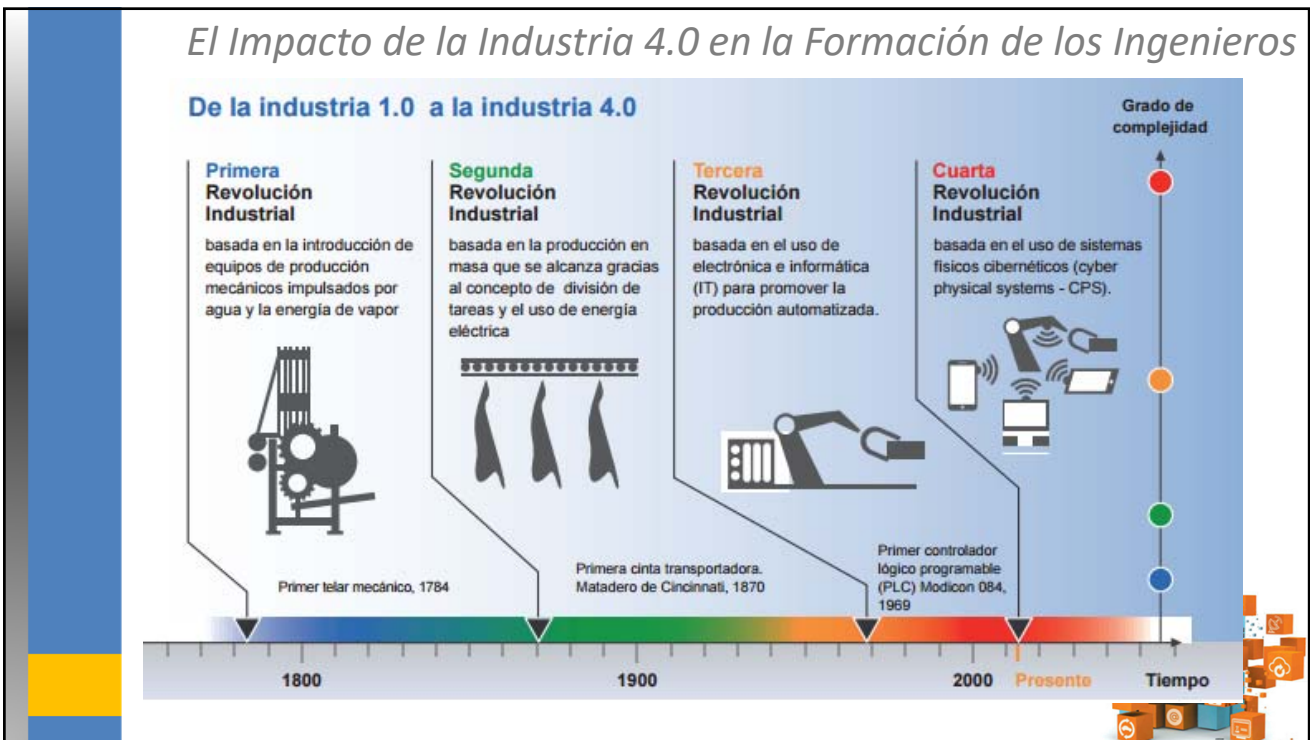 El Impacto de la Industria 4.0 en la Formación de los Ingenieros
De la industria 1.0 a la industria 4.0
Grado de
complejidad
Primera
Revolución
Industrial
basada en la introducción de
equipos de producción
mecánicos impulsados por
agua y la energía de vapor
Segunda
Revolución
Industrial
basada en la producción en
masa que se alcanza gracias
al concepto de división de
tareas y el uso de energía
eléctrica
Tercera
Revolución
Industrial
basada en el uso de
electrónica e informática
(IT) para promover la
producción automatizada.
Cuarta
Revolución
Industrial
basada en el uso de sistemas
físicos cibernéticos (cyber
physical systems - CPS).
Primer telar mecánico, 1784
Primera cinta transportadora.
Matadero de Cincinnati, 1870
Primer controlador
lógico programable
(PLC) Modicon 084,
1969
1800
1900
2000
Presente
Tiempo